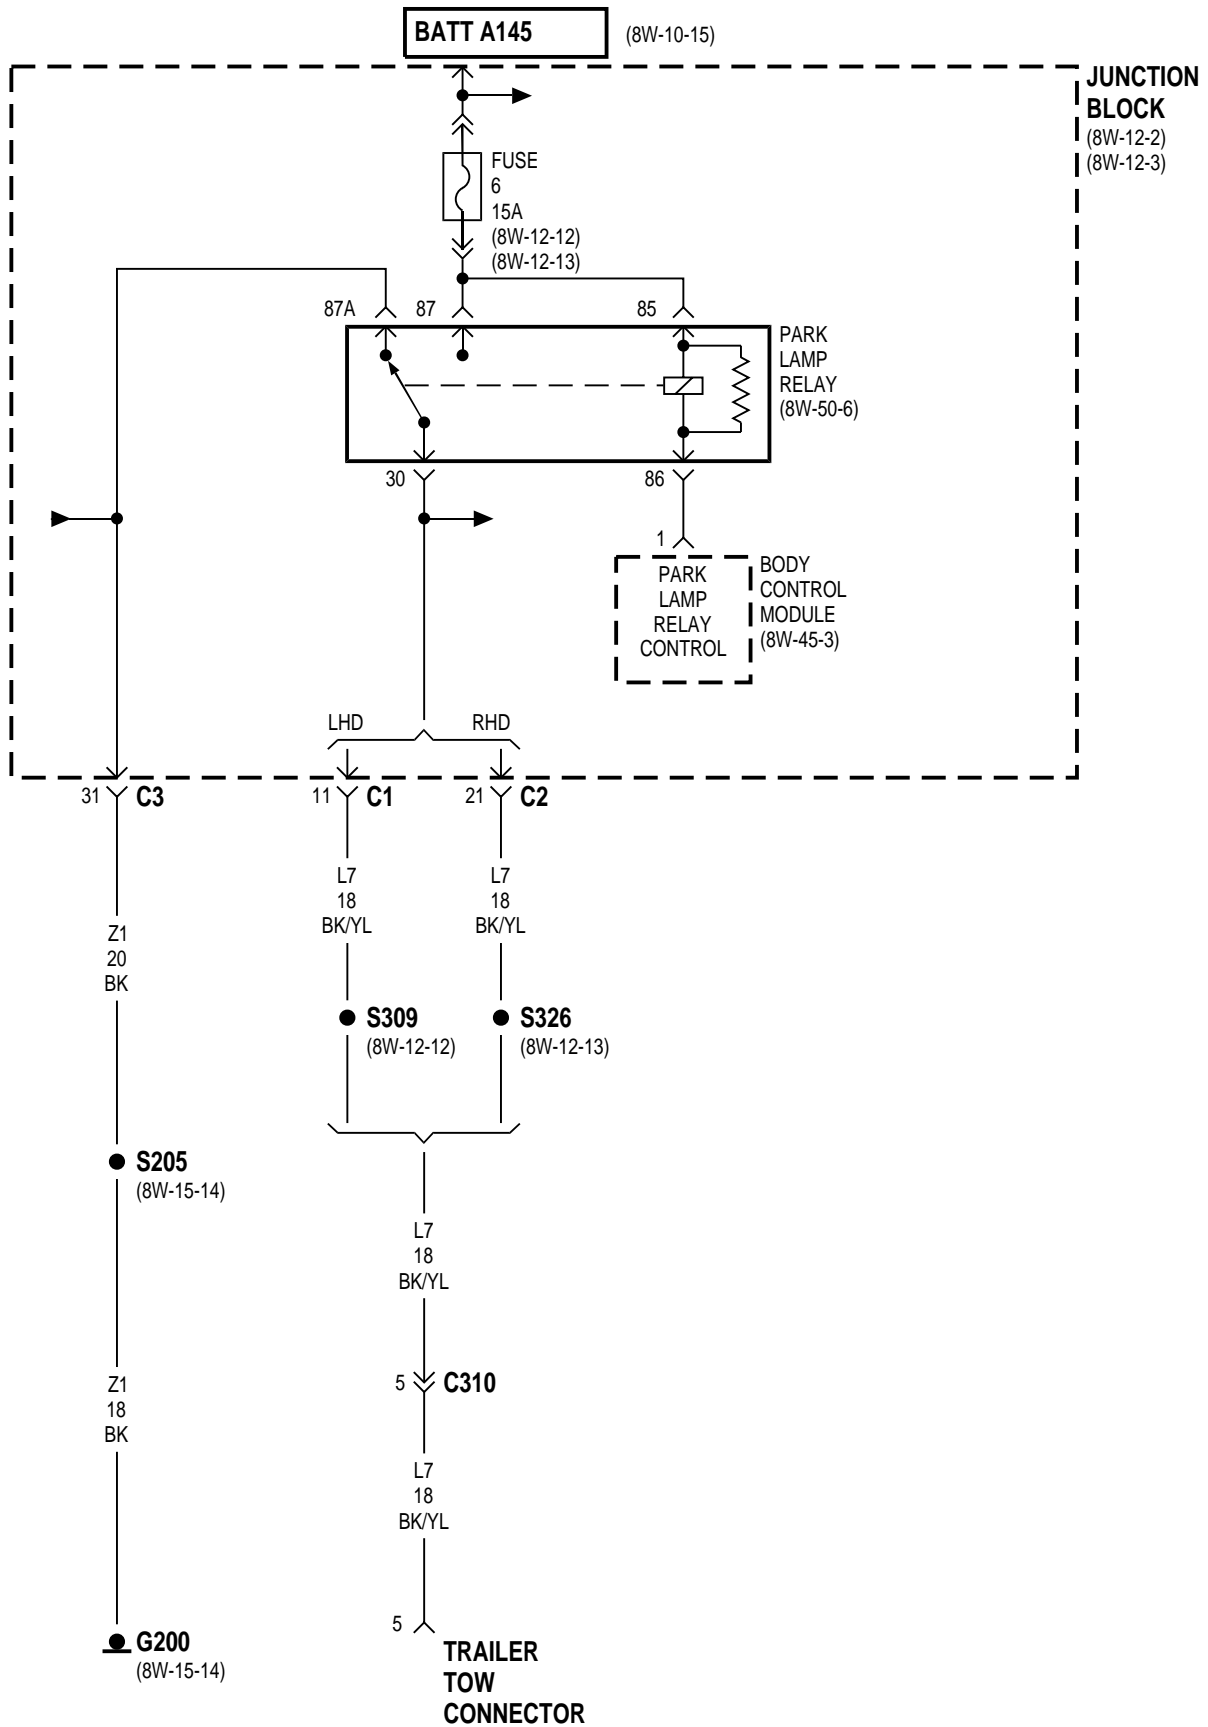 BATT A145
(8W-10-15)
JUNCTION
BLOCK
(8W-12-2)
(8W-12-3)
FUSE
6
15A
(8W-12-12)
(8W-12-13)
87A
87
85
PARK
LAMP
RELAY
(8W-50-6)
30
86
1
PARK
LAMP
RELAY
CONTROL
BODY
CONTROL
MODULE
(8W-45-3)
LHD
RHD
31
C3
11
C1
21
C2
L7
18
BK/YL
L7
18
BK/YL
Z1
20
BK
S309
(8W-12-12)
S326
(8W-12-13)
S205
(8W-15-14)
L7
18
BK/YL
5
C310
Z1
18
BK
L7
18
BK/YL
5
G200
(8W-15-14)
TRAILER
TOW
CONNECTOR